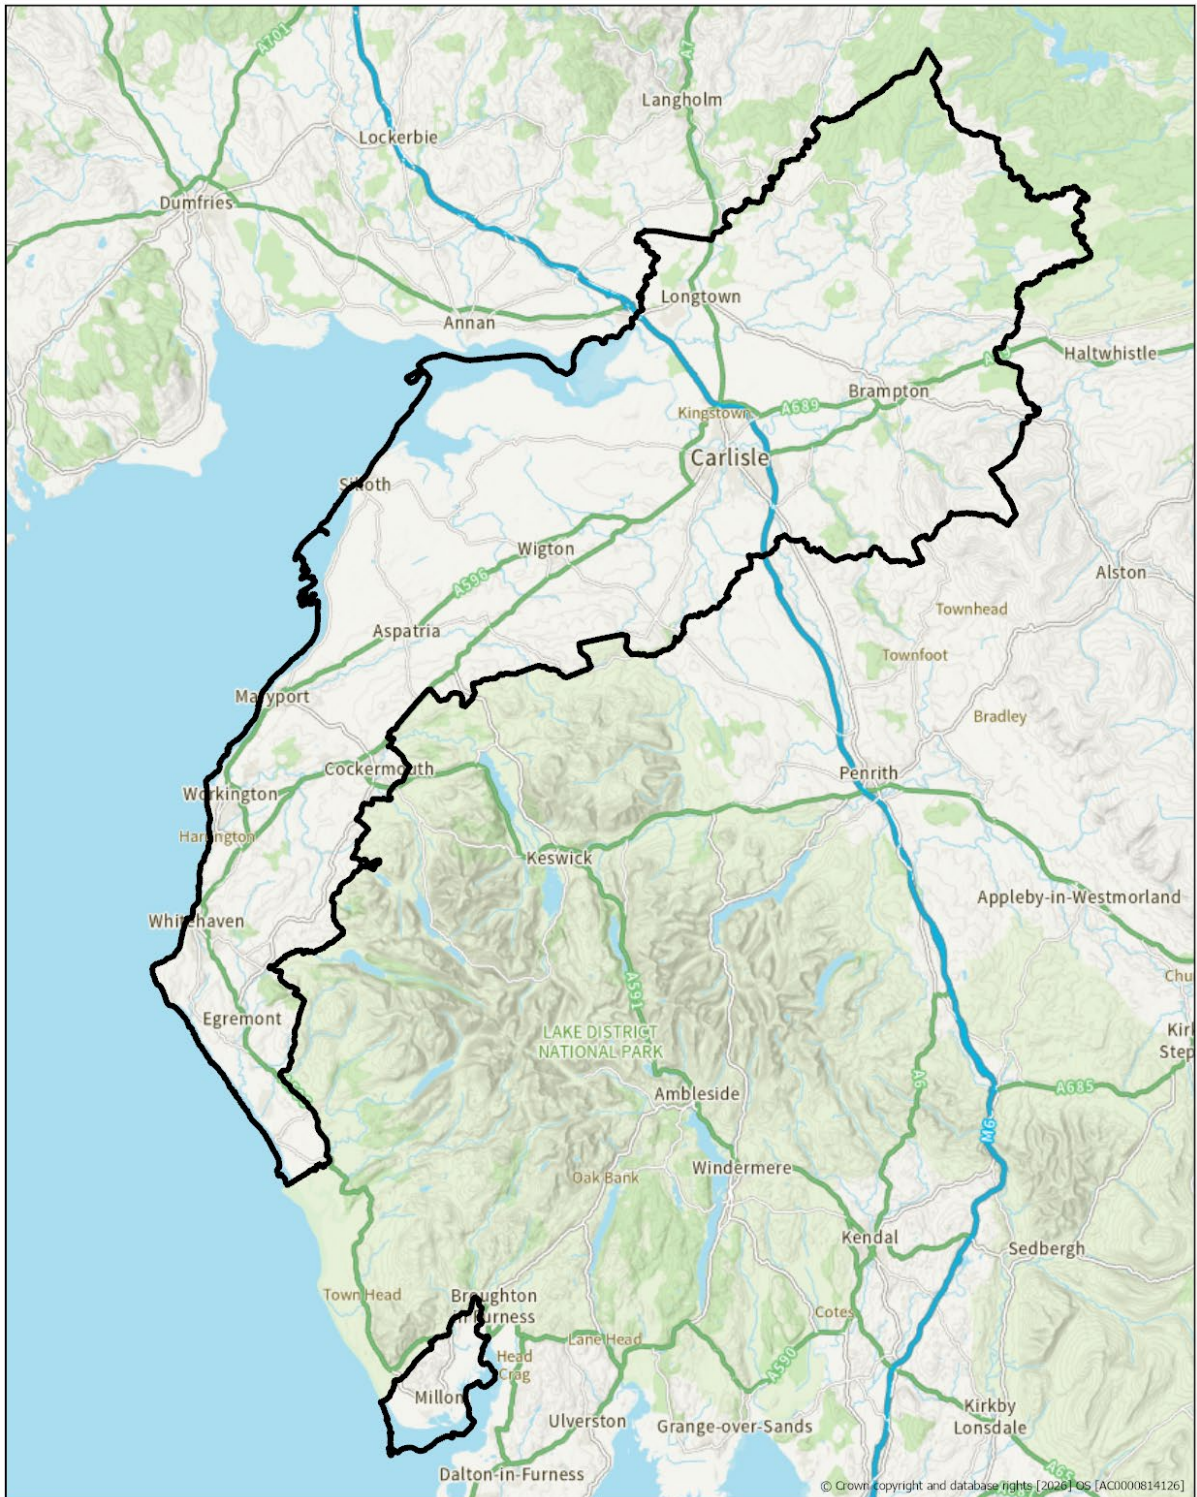 A701
A7
Langholm
Lockerbie
Dumfries
Longtown
Annan
Haltwhistle
Brampton
A689
Kingstown
Carlisle
Silloth
Wigton
A596
Alston
Townhead
Aspatria
Townfoot
Maryport
Bradley
Cockermouth
Penrith
Workington
Harrington
Keswick
Appleby-in-Westmorland
Whitehaven
A591
Egremont
LAKE DISTRICT
NATIONAL PARK
A6
A685
Ambleside
M6
Windermere
Oak Bank
Kendal
Sedbergh
Town Head
Broughton
Cotes
Lane Head
Head
Crag
A590
Millom
Kirkby
Lonsdale
Ulverston
Grange-over-Sands
Dalton-in-Furness
A65
© Crown copyright and database rights [2026] OS [AC0000814126]